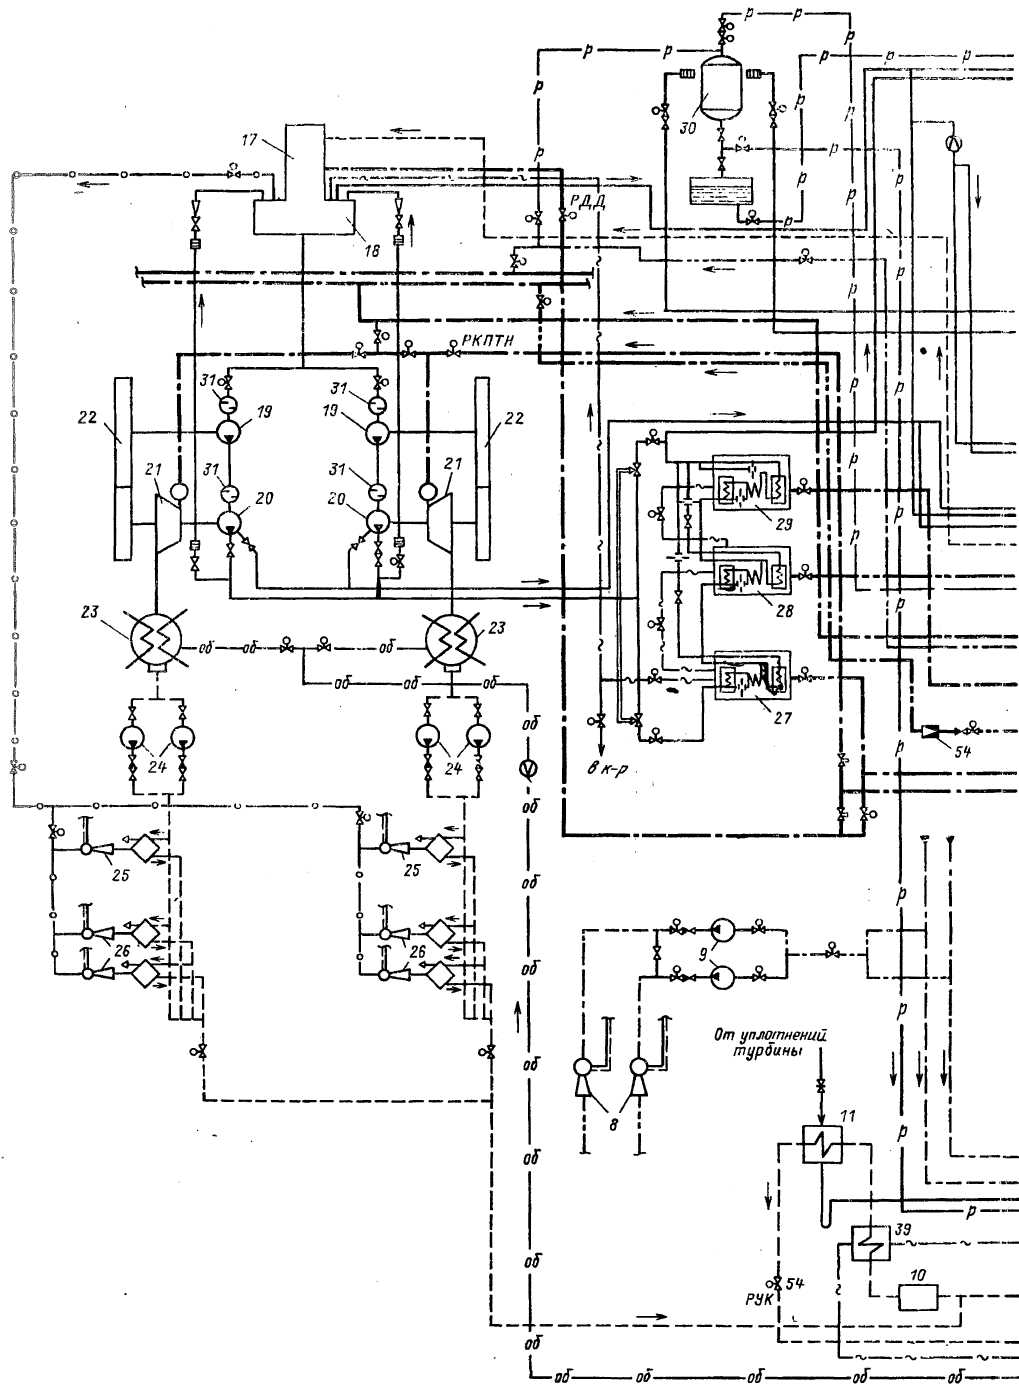 р р р
р р р р р р
р р
р р р р
30
17
р р
р р
РДД
р
18
р
р р
р р
РКПТН
31 31
р р
22 19 19 22
р р
21 31 31 21
20 20
29
р р
28
р
23 23
об об об
об об об
27
об
р
54
24 24
в к-р
об
25 25
об
р
26 26
9
об
р
От уплотнений
турбины
об
8
11
р
об
р
39
об
10
54
РУК
об
об об об об об